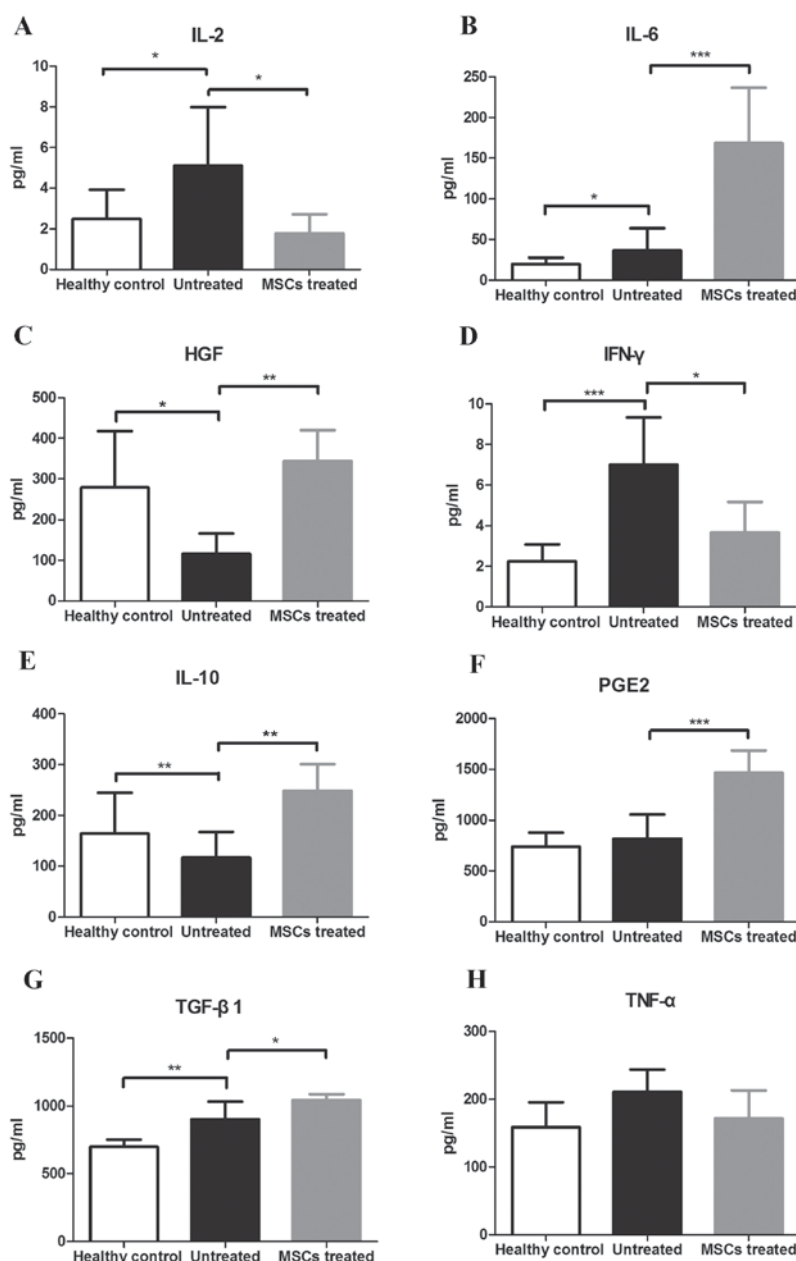 A
IL-2
*
*
10
8
6
4
2
0
pg/ml
Healthy control Untreated MSCs treated
B
IL-6
***
*
250
200
150
100
50
0
pg/ml
Healthy control Untreated MSCs treated
C
HGF
**
*
500
400
300
200
100
0
pg/ml
Healthy control Untreated MSCs treated
D
IFN-γ
***
*
10
8
6
4
2
0
pg/ml
Healthy control Untreated MSCs treated
E
IL-10
**
**
400
300
200
100
0
pg/ml
Healthy control Untreated MSCs treated
F
PGE2
***
2000
1500
1000
500
0
pg/ml
Healthy control Untreated MSCs treated
G
TGF-β 1
*
**
1500
1000
500
0
pg/ml
Healthy control Untreated MSCs treated
H
TNF-α
300
200
100
0
pg/ml
Healthy control Untreated MSCs treated